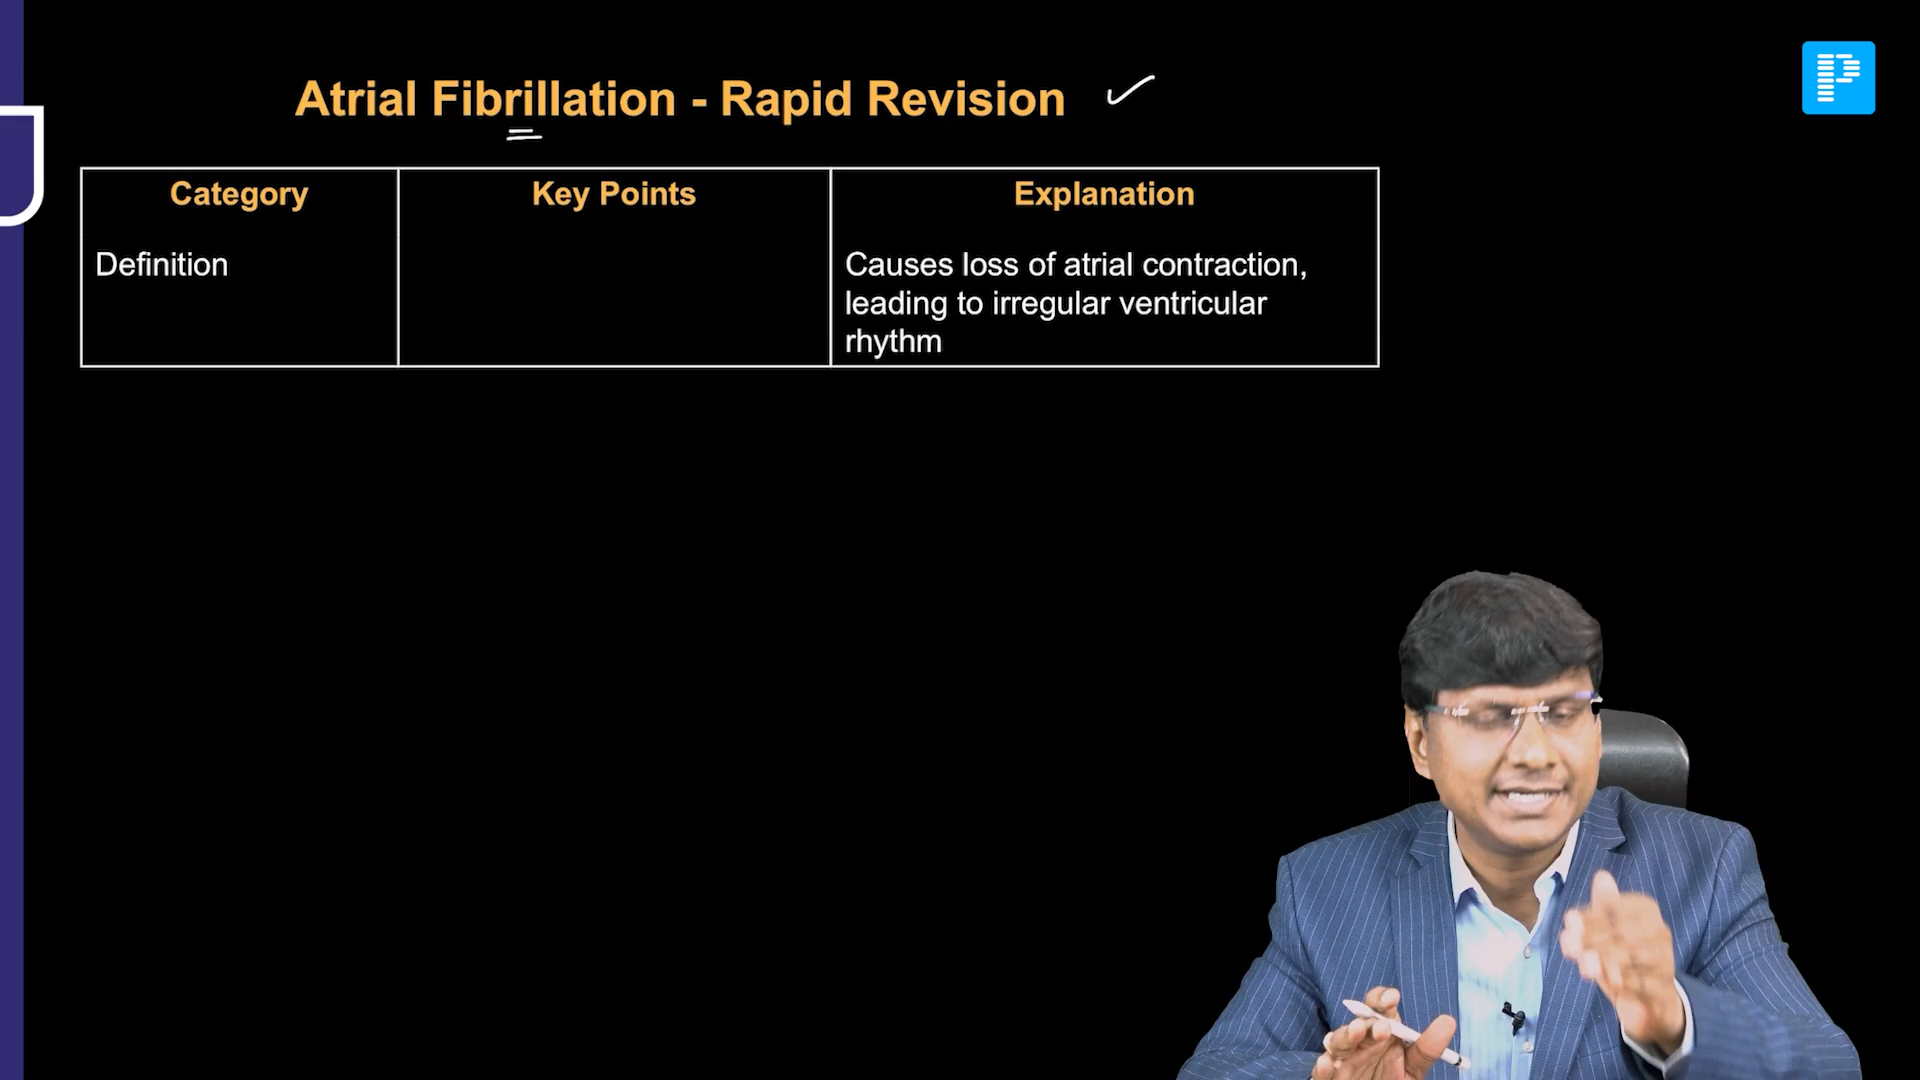 Atrial Fibrillation - Rapid Revision
Category
Key Points
Explanation
Definition
Causes loss of atrial contraction,
leading to irregular ventricular
rhythm